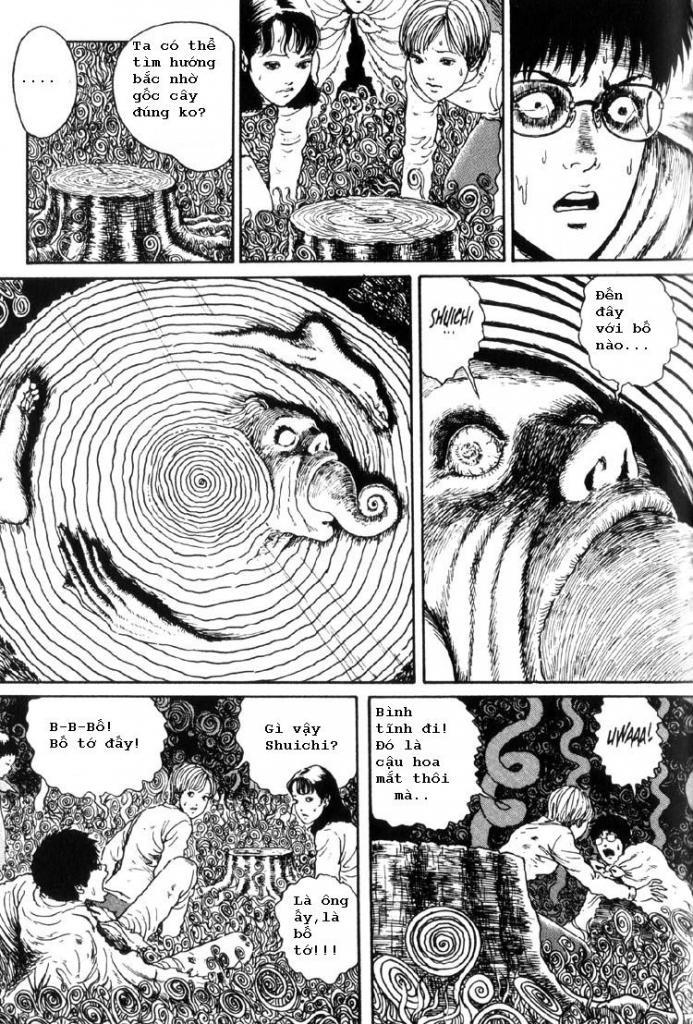 ....
Ta có thể
tìm hướng
bắc nhờ
gốc cây
đúng ko?
SHUICHI
...
Đến
đây
với bố
nào...
B-B-Bố!
Bố tớ đấy!
Gì vậy
Shuichi?
Là ông
ấy,là
bố
tớ!!!
Bình
tĩnh đi!
Đó là
cậu hoa
mắt thôi
mà..
UWAAA!